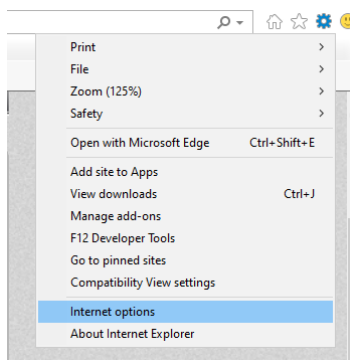 Print
File
Zoom (125%)
Safety
Open with Microsoft Edge Ctrl+Shift+E
Add site to Apps
View downloads Ctrl+J
Manage add-ons
F12 Developer Tools
Go to pinned sites
Compatibility View settings
Internet options
About Internet Explorer